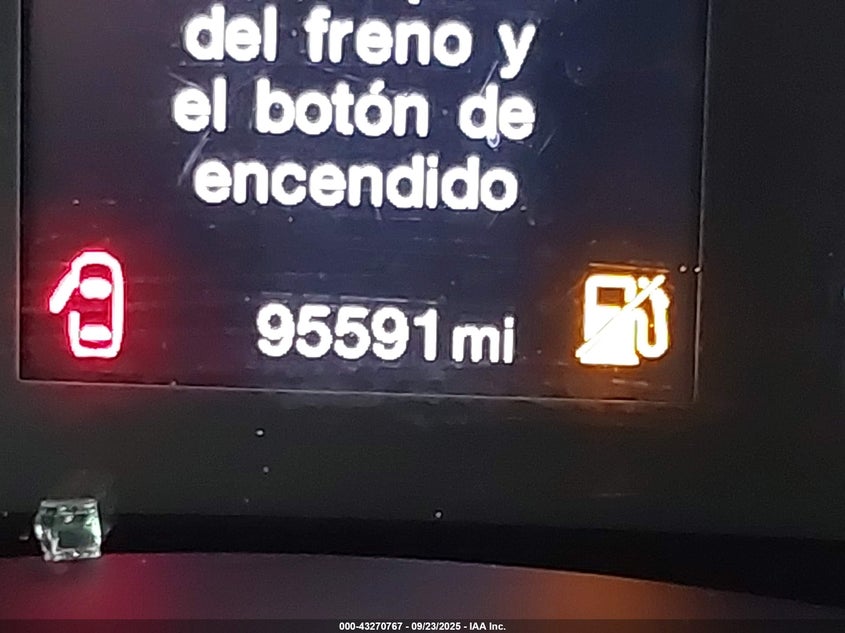 del freno y
el botón de
encendido
95591 mi
000-43270767 - 09/23/2025 - IAA Inc.